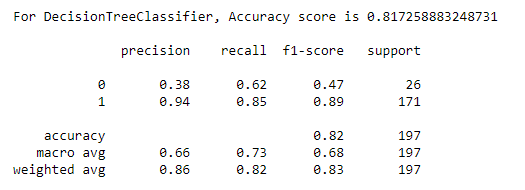 For DecisionTreeClassifier, Accuracy score is 0.817258883248731
precision recall f1-score support
0 0.38 0.62 0.47 26
1 0.94 0.85 0.89 171
accuracy 0.82 197
macro avg 0.66 0.73 0.68 197
weighted avg 0.86 0.82 0.83 197